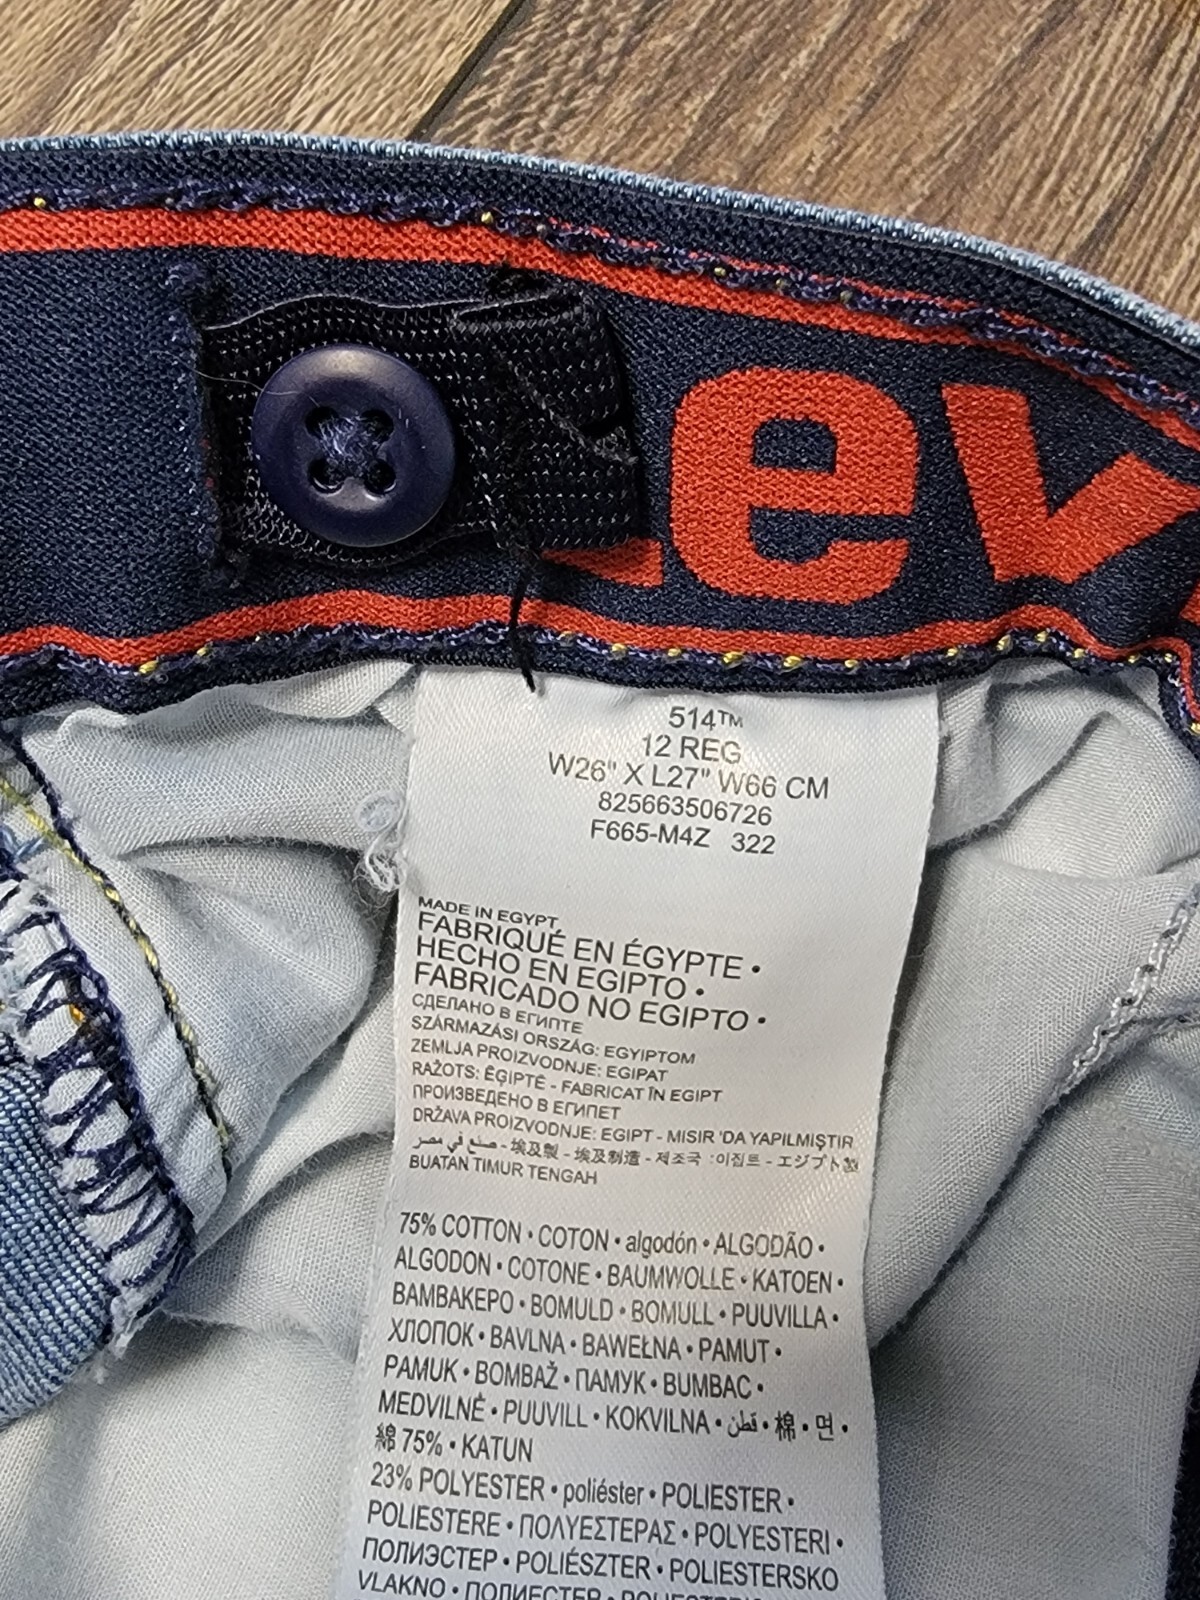 Lev
514™
12 REG
W26" X L27" W66 CM
825663506726
F665-M4Z 322
MADE IN EGYPT,
FABRIQUÉ EN ÉGYPTE •
HECHO EN EGIPTO •
FABRICADO NO EGIPTO •
СДЕЛАНО В ЕГИПТЕ
SZÁRMAZÁSI ORSZÁG: EGYIPTOM
ZEMLJA PROIZVODNJE: EGIPAT
RAŽOTS: ĒĢIPTĒ - FABRICAT ÎN EGIPT
ПРОИЗВЕДЕНО В ЕГИПЕТ
DRŽAVA PROIZVODNJE: EGIPT - MISIR 'DA YAPILMIŞTIR
صنع في مصر - 埃及製 - 埃及制造 - 제조국 :이집트 - エジプト製
BUATAN TIMUR TENGAH
75% COTTON • COTON • algodón • ALGODÃO •
ALGODON • COTONE • BAUMWOLLE • KATOEN •
BAMBAKEPO • BOMULD • BOMULL • PUUVILLA •
ХЛОПОК • BAVLNA • BAWEŁNA • PAMUT •
PAMUK • BOMBAŽ • ПАМУК • BUMBAC •
MEDVILNĖ • PUUVILL • KOKVILNA • قطن • 棉 • 면 •
綿 75% • KATUN
23% POLYESTER • poliéster • POLIESTER •
POLIESTERE • ΠΟΛΥΕΣΤΕΡΑΣ • POLYESTERI •
ПОЛИЭСТЕР • POLIÉSZTER • POLIESTERSKO
VLAKNO • ПОЛИЕСТЕР •